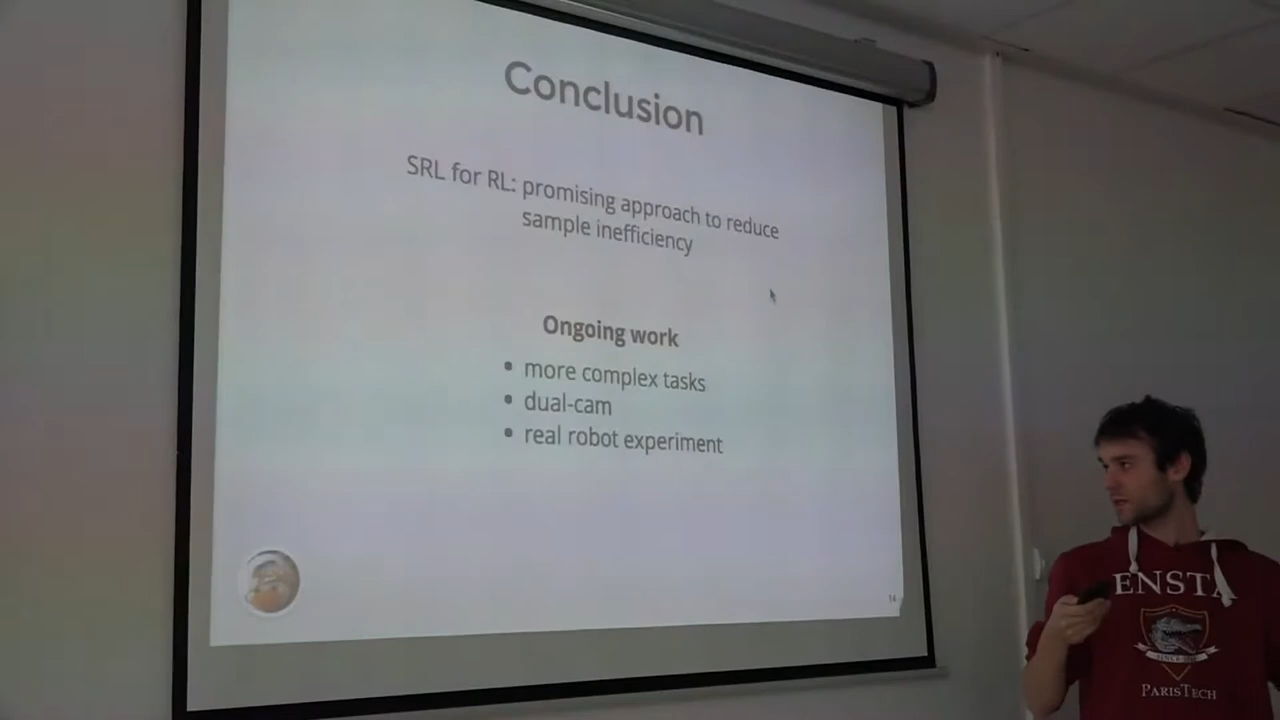 Conclusion
SRL for RL: promising approach to reduce
sample inefficiency
Ongoing work
• more complex tasks
• dual-cam
• real robot experiment
14
ENSTA
PARISTECH